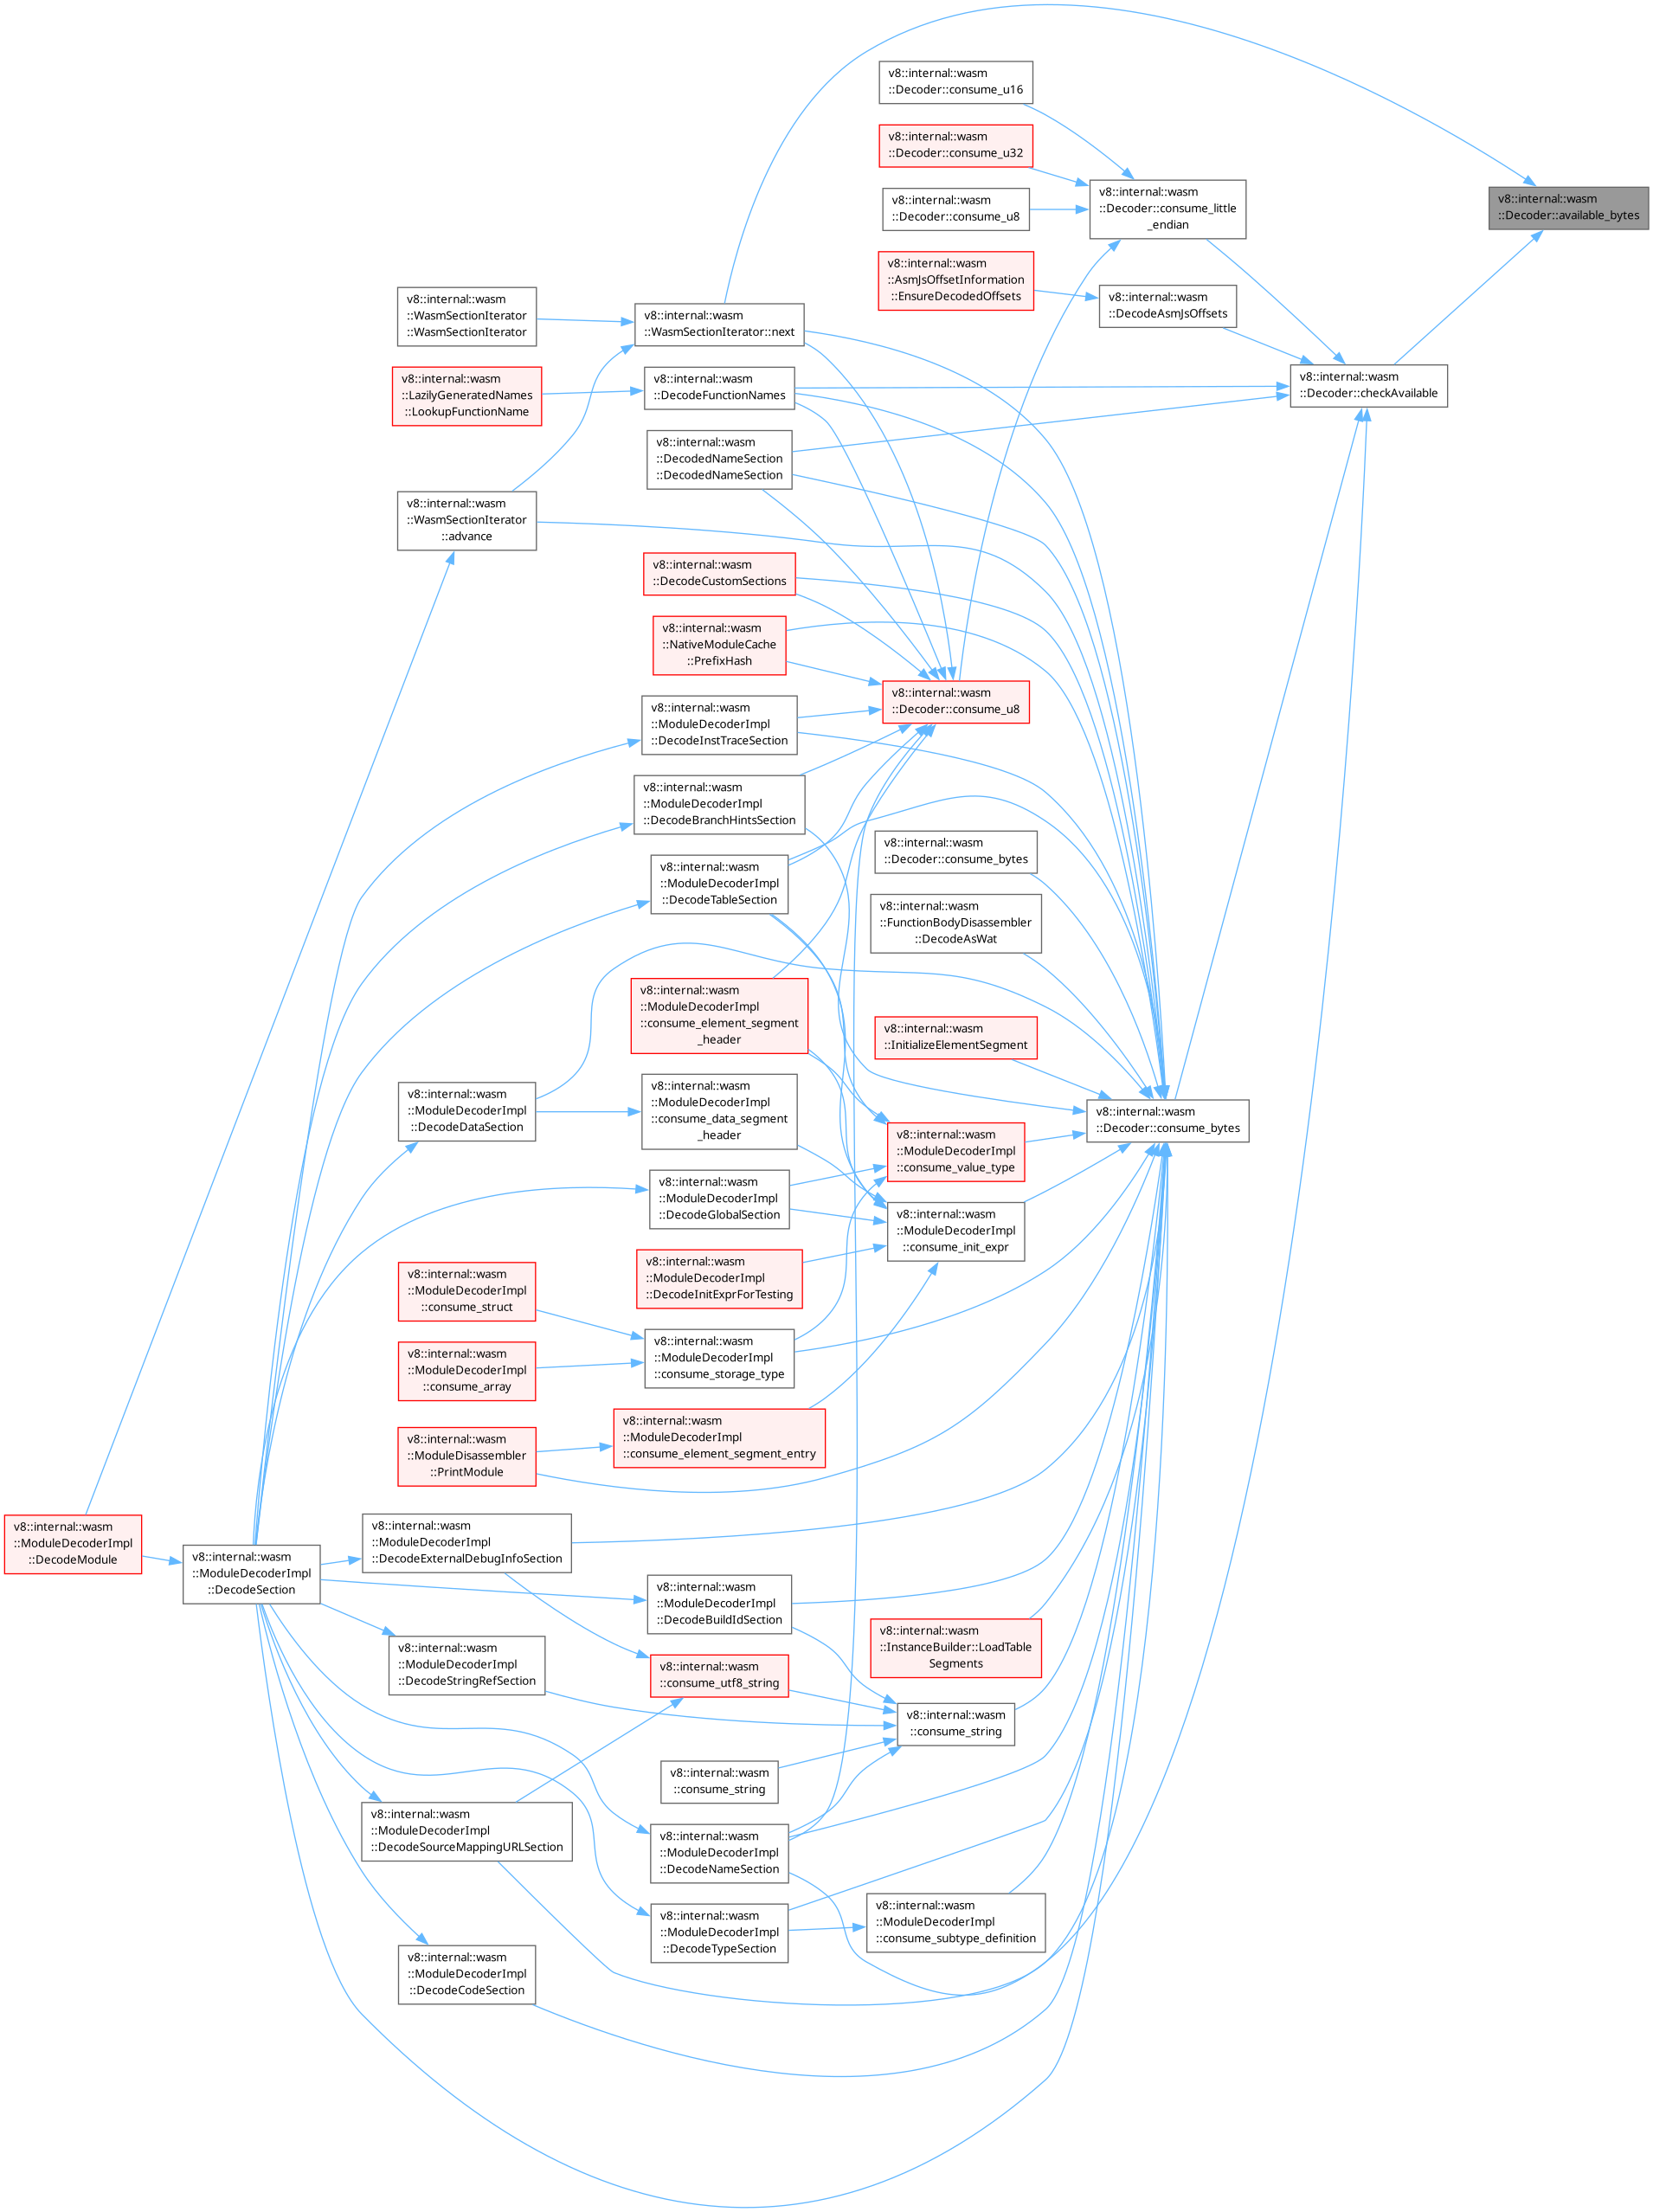 v8::internal::wasm
::Decoder::consume_u16
v8::internal::wasm
::Decoder::consume_u32
v8::internal::wasm
::Decoder::consume_little
_endian
v8::internal::wasm
::Decoder::available_bytes
v8::internal::wasm
::Decoder::consume_u8
v8::internal::wasm
::AsmJsOffsetInformation
::EnsureDecodedOffsets
v8::internal::wasm
::DecodeAsmJsOffsets
v8::internal::wasm
::WasmSectionIterator
::WasmSectionIterator
v8::internal::wasm
::WasmSectionIterator::next
v8::internal::wasm
::LazilyGeneratedNames
::LookupFunctionName
v8::internal::wasm
::DecodeFunctionNames
v8::internal::wasm
::Decoder::checkAvailable
v8::internal::wasm
::DecodedNameSection
::DecodedNameSection
v8::internal::wasm
::WasmSectionIterator
::advance
v8::internal::wasm
::DecodeCustomSections
v8::internal::wasm
::NativeModuleCache
::PrefixHash
v8::internal::wasm
::Decoder::consume_u8
v8::internal::wasm
::ModuleDecoderImpl
::DecodeInstTraceSection
v8::internal::wasm
::ModuleDecoderImpl
::DecodeBranchHintsSection
v8::internal::wasm
::Decoder::consume_bytes
v8::internal::wasm
::ModuleDecoderImpl
::DecodeTableSection
v8::internal::wasm
::FunctionBodyDisassembler
::DecodeAsWat
v8::internal::wasm
::ModuleDecoderImpl
::consume_element_segment
_header
v8::internal::wasm
::InitializeElementSegment
v8::internal::wasm
::ModuleDecoderImpl
::DecodeDataSection
v8::internal::wasm
::ModuleDecoderImpl
::consume_data_segment
_header
v8::internal::wasm
::Decoder::consume_bytes
v8::internal::wasm
::ModuleDecoderImpl
::consume_value_type
v8::internal::wasm
::ModuleDecoderImpl
::DecodeGlobalSection
v8::internal::wasm
::ModuleDecoderImpl
::consume_init_expr
v8::internal::wasm
::ModuleDecoderImpl
::DecodeInitExprForTesting
v8::internal::wasm
::ModuleDecoderImpl
::consume_struct
v8::internal::wasm
::ModuleDecoderImpl
::consume_storage_type
v8::internal::wasm
::ModuleDecoderImpl
::consume_array
v8::internal::wasm
::ModuleDecoderImpl
::consume_element_segment_entry
v8::internal::wasm
::ModuleDisassembler
::PrintModule
v8::internal::wasm
::ModuleDecoderImpl
::DecodeModule
v8::internal::wasm
::ModuleDecoderImpl
::DecodeSection
v8::internal::wasm
::ModuleDecoderImpl
::DecodeExternalDebugInfoSection
v8::internal::wasm
::ModuleDecoderImpl
::DecodeBuildIdSection
v8::internal::wasm
::InstanceBuilder::LoadTable
Segments
v8::internal::wasm
::ModuleDecoderImpl
::DecodeStringRefSection
v8::internal::wasm
::consume_utf8_string
v8::internal::wasm
::consume_string
v8::internal::wasm
::consume_string
v8::internal::wasm
::ModuleDecoderImpl
::DecodeSourceMappingURLSection
v8::internal::wasm
::ModuleDecoderImpl
::DecodeNameSection
v8::internal::wasm
::ModuleDecoderImpl
::consume_subtype_definition
v8::internal::wasm
::ModuleDecoderImpl
::DecodeTypeSection
v8::internal::wasm
::ModuleDecoderImpl
::DecodeCodeSection